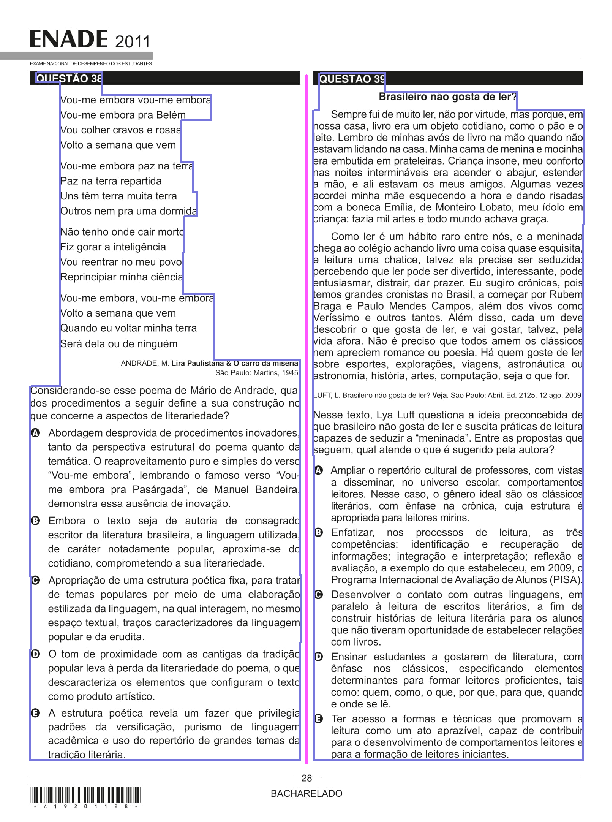 ENADE 2011
EXAME NACIONAL DE DESEMPENHO DOS ESTUDANTES
QUESTÃO 38
Vou-me embora vou-me embora
Vou-me embora pra Belém
Vou colher cravos e rosas
Volto a semana que vem
Vou-me embora paz na terra
Paz na terra repartida
Uns têm terra muita terra
Outros nem pra uma dormida
Não tenho onde cair morto
Fiz gorar a inteligência
Vou reentrar no meu povo
Reprincipiar minha ciência
Vou-me embora, vou-me embora
Volto a semana que vem
Quando eu voltar minha terra
Será dela ou de ninguém
ANDRADE, M. Lira Paulistana & O carro da miséria.
São Paulo: Martins, 1945.
Considerando-se esse poema de Mário de Andrade, qual
dos procedimentos a seguir define a sua construção no
que concerne a aspectos de literariedade?
A Abordagem desprovida de procedimentos inovadores,
tanto da perspectiva estrutural do poema quanto da
temática. O reaproveitamento puro e simples do verso
“Vou-me embora”, lembrando o famoso verso “Vou-
me embora pra Pasárgada”, de Manuel Bandeira,
demonstra essa ausência de inovação.
B Embora o texto seja de autoria de consagrado
escritor da literatura brasileira, a linguagem utilizada,
de caráter notadamente popular, aproxima-se do
cotidiano, comprometendo a sua literariedade.
C Apropriação de uma estrutura poética fixa, para tratar
de temas populares por meio de uma elaboração
estilizada da linguagem, na qual interagem, no mesmo
espaço textual, traços caracterizadores da linguagem
popular e da erudita.
D O tom de proximidade com as cantigas da tradição
popular leva à perda da literariedade do poema, o que
descaracteriza os elementos que configuram o texto
como produto artístico.
E A estrutura poética revela um fazer que privilegia
padrões da versificação, purismo de linguagem
acadêmica e uso do repertório de grandes temas da
tradição literária.
QUESTÃO 39
Brasileiro não gosta de ler?
Sempre fui de muito ler, não por virtude, mas porque, em
nossa casa, livro era um objeto cotidiano, como o pão e o
leite. Lembro de minhas avós de livro na mão quando não
estavam lidando na casa. Minha cama de menina e mocinha
era embutida em prateleiras. Criança insone, meu conforto
nas noites intermináveis era acender o abajur, estender
a mão, e ali estavam os meus amigos. Algumas vezes
acordei minha mãe esquecendo a hora e dando risadas
com a boneca Emília, de Monteiro Lobato, meu ídolo em
criança: fazia mil artes e todo mundo achava graça.
Como ler é um hábito raro entre nós, e a meninada
chega ao colégio achando livro uma coisa quase esquisita,
e leitura uma chatice, talvez ela precise ser seduzida:
percebendo que ler pode ser divertido, interessante, pode
entusiasmar, distrair, dar prazer. Eu sugiro crônicas, pois
temos grandes cronistas no Brasil, a começar por Rubem
Braga e Paulo Mendes Campos, além dos vivos como
Veríssimo e outros tantos. Além disso, cada um deve
descobrir o que gosta de ler, e vai gostar, talvez, pela
vida afora. Não é preciso que todos amem os clássicos
nem apreciem romance ou poesia. Há quem goste de ler
sobre esportes, explorações, viagens, astronáutica ou
astronomia, história, artes, computação, seja o que for.
LUFT, L. Brasileiro não gosta de ler? Veja. São Paulo: Abril, Ed. 2125, 12 ago. 2009.
Nesse texto, Lya Luft questiona a ideia preconcebida de
que brasileiro não gosta de ler e suscita práticas de leitura
capazes de seduzir a “meninada”. Entre as propostas que
seguem, qual atende o que é sugerido pela autora?
A Ampliar o repertório cultural de professores, com vistas
a disseminar, no universo escolar, comportamentos
leitores. Nesse caso, o gênero ideal são os clássicos
literários, com ênfase na crônica, cuja estrutura é
apropriada para leitores mirins.
B Enfatizar, nos processos de leitura, as três
competências: identificação e recuperação de
informações; integração e interpretação; reflexão e
avaliação, a exemplo do que estabeleceu, em 2009, o
Programa Internacional de Avaliação de Alunos (PISA).
C Desenvolver o contato com outras linguagens, em
paralelo à leitura de escritos literários, a fim de
construir histórias de leitura literária para os alunos
que não tiveram oportunidade de estabelecer relações
com livros.
D Ensinar estudantes a gostarem de literatura, com
ênfase nos clássicos, especificando elementos
determinantes para formar leitores proficientes, tais
como: quem, como, o que, por que, para que, quando
e onde se lê.
E Ter acesso a formas e técnicas que promovam a
leitura como um ato aprazível, capaz de contribuir
para o desenvolvimento de comportamentos leitores e
para a formação de leitores iniciantes.
28
BACHARELADO